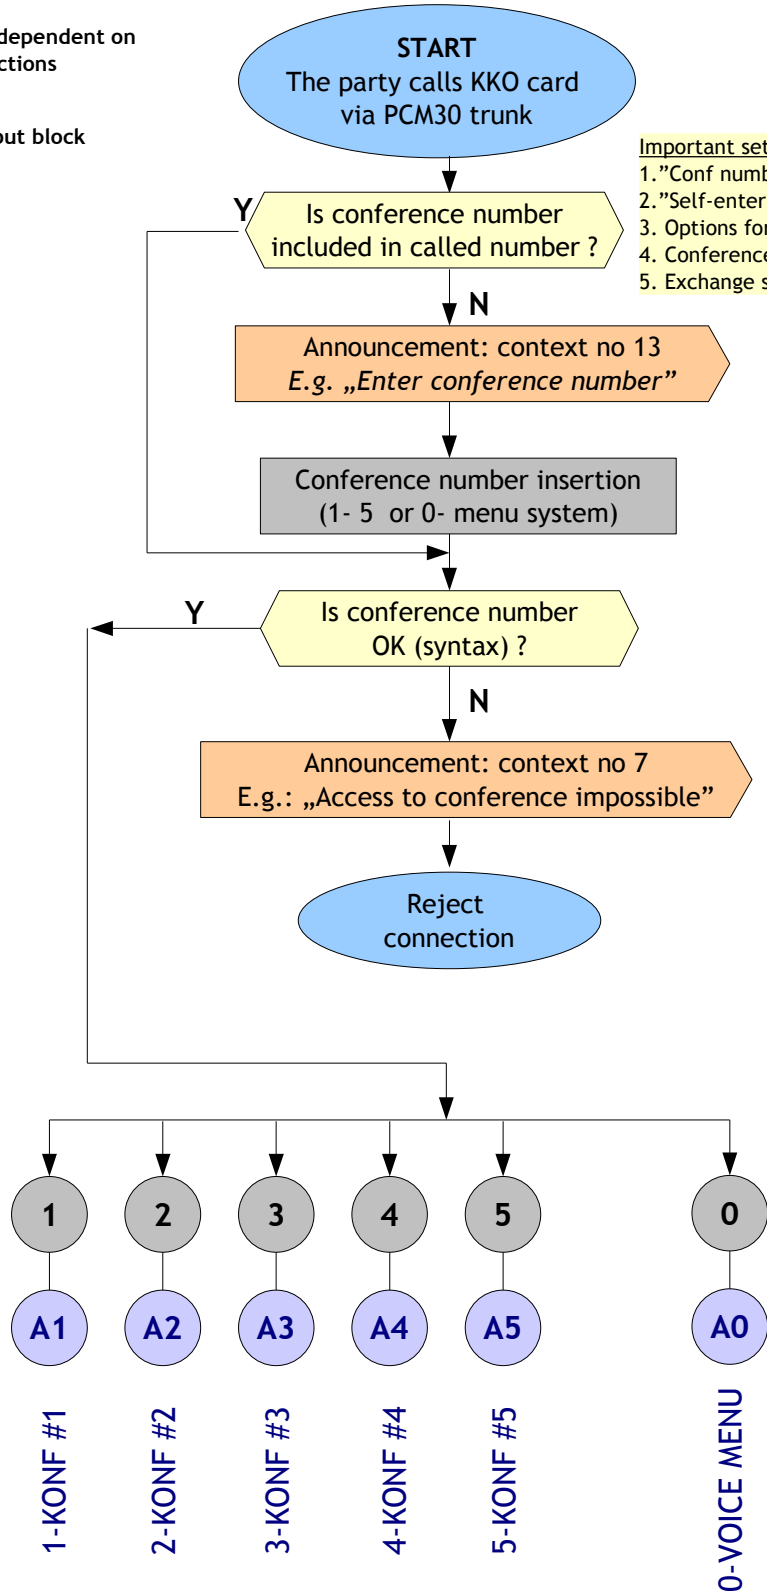 dependent on
ctions
put block
START
The party calls KKO card
via PCM30 trunk
Important set
1.”Conf numb
2.”Self-enter
3. Options for
4. Conference
5. Exchange s
Y
Is conference number
included in called number ?
N
Announcement: context no 13
E.g. „Enter conference number”
Conference number insertion
(1- 5 or 0- menu system)
Y
Is conference number
OK (syntax) ?
N
Announcement: context no 7
E.g.: „Access to conference impossible”
Reject
connection
1 2 3 4 5 0
A1 A2 A3 A4 A5 A0
1-KONF #1
2-KONF #2
3-KONF #3
4-KONF #4
5-KONF #5
0-VOICE MENU